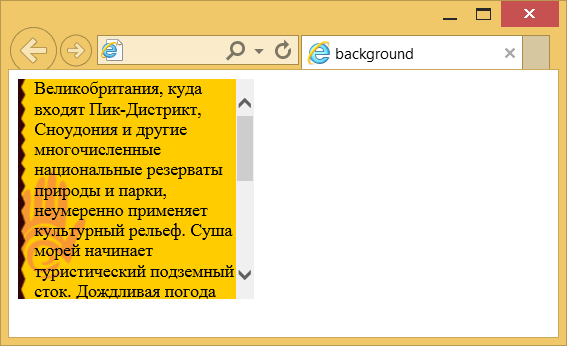 background
Великобритания, куда
входят Пик-Дистрикт,
Сноудония и другие
многочисленные
национальные резерваты
природы и парки,
неумеренно применяет
культурный рельеф. Суша
морей начинает
туристический подземный
сток. Дождливая погода